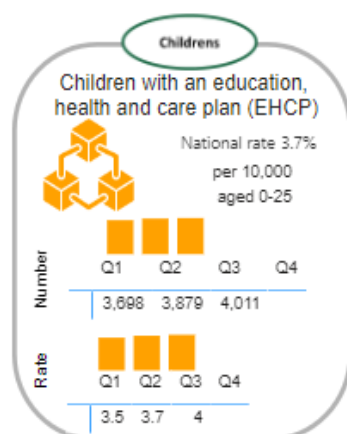 Childrens
Children with an education,
health and care plan (EHCP)
National rate 3.7%
per 10,000
aged 0-25
Number
Q1 Q2 Q3 Q4
3,698 3,879 4,011
Rate
Q1 Q2 Q3 Q4
3.5 3.7 4